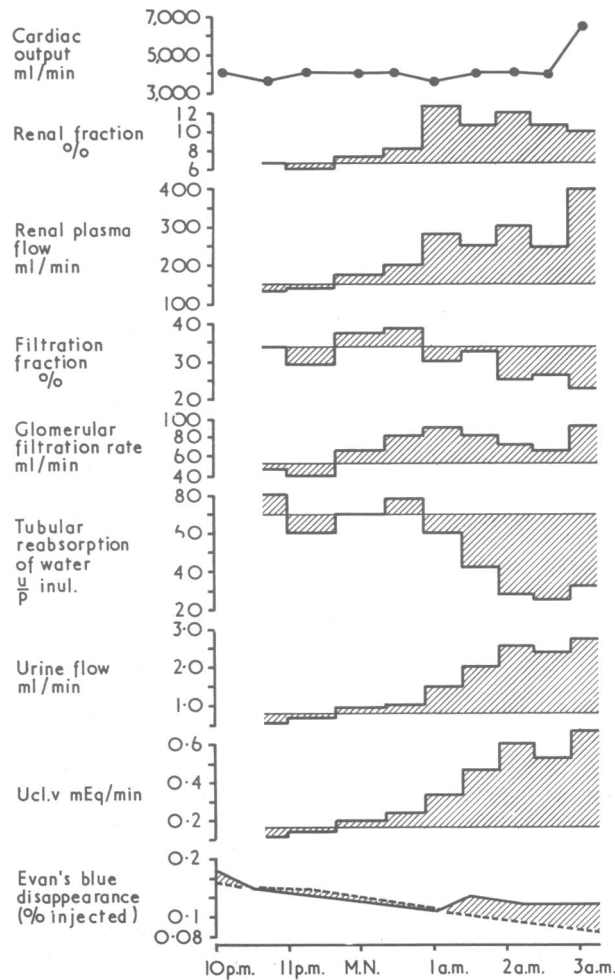 Cardiac
output
ml/min
7,000
5,000
3,000
Renal fraction
%
12
10
8
6
Renal plasma
flow
ml/min
400
300
200
100
Filtration
fraction
%
40
30
20
Glomerular
filtration rate
ml/min
100
80
60
40
Tubular
reabsorption
of water
u/p inul.
80
60
40
20
Urine flow
ml/min
3·0
2·0
1·0
Ucl.v mEq/min
0·6
0·4
0·2
Evan's blue
disappearance
(% injected)
0·2
0·1
0·08
10p.m. 11p.m. M.N. 1a.m. 2a.m. 3a.m.